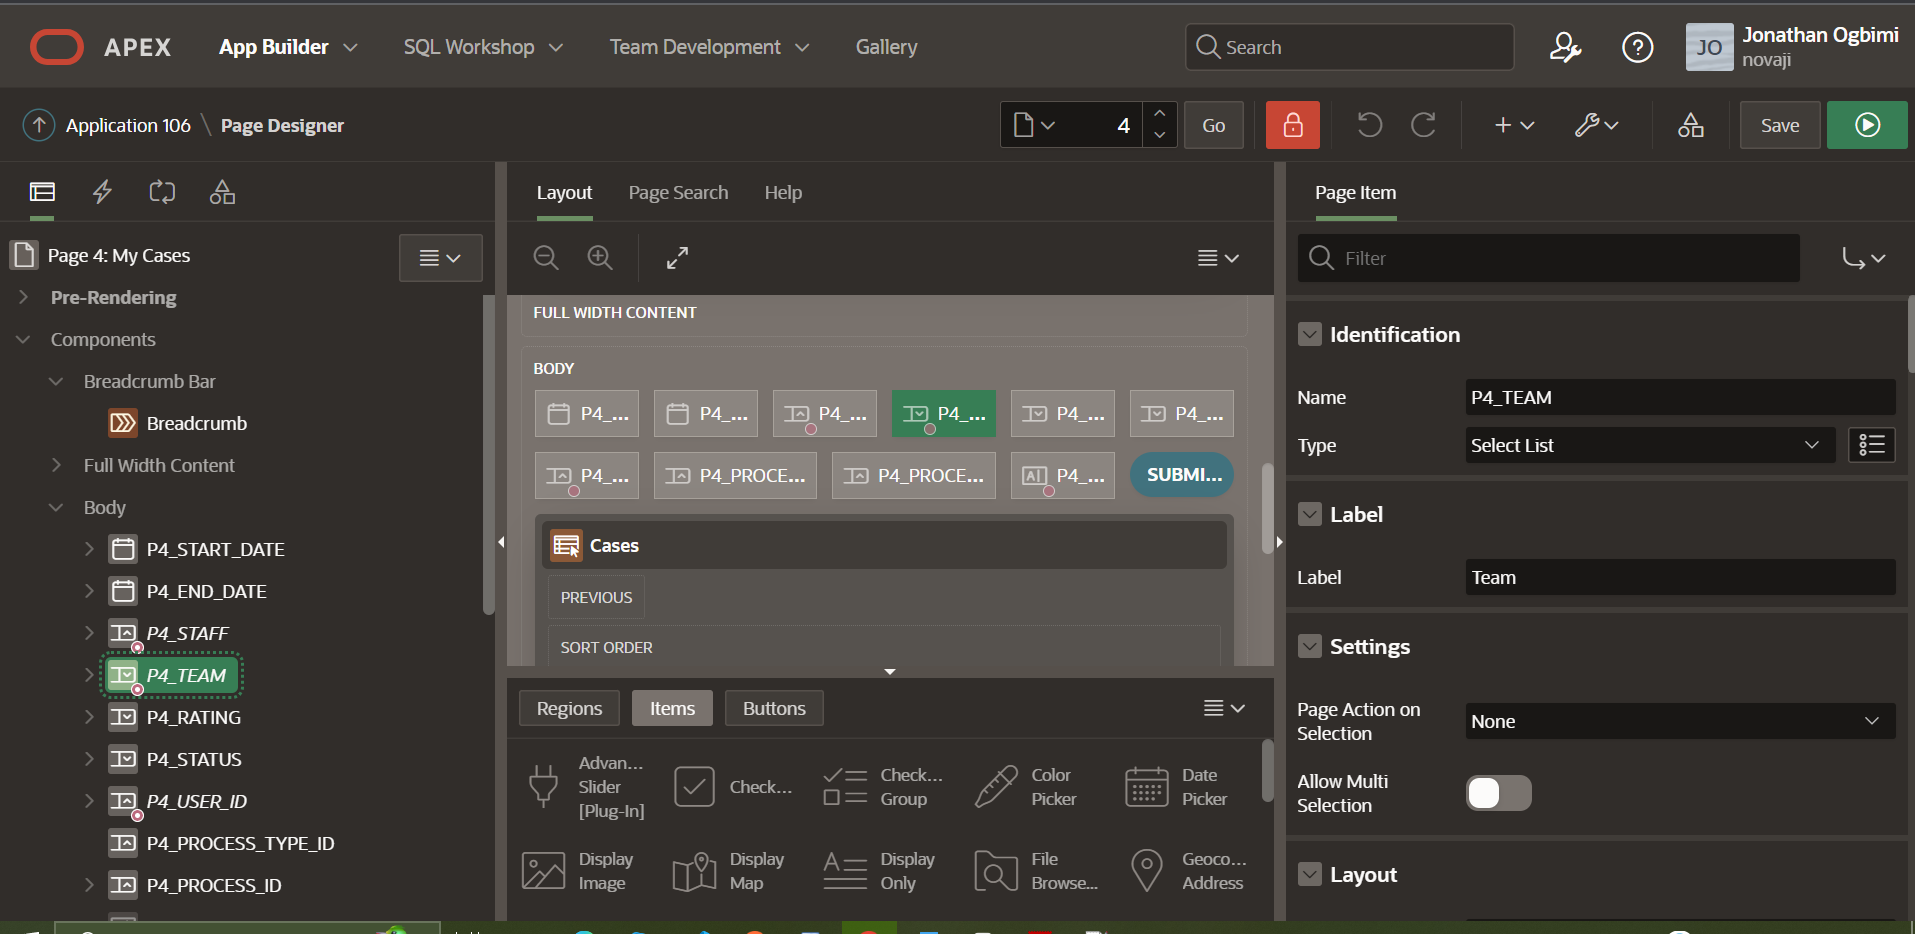 APEX
App Builder
SQL Workshop
Team Development
Gallery
Search
JO
Jonathan Ogbimi
novaji
Application 106 \ Page Designer
4
Go
Save
Layout
Page Search
Help
Page Item
Page 4: My Cases
Pre-Rendering
Components
Breadcrumb Bar
Breadcrumb
Full Width Content
Body
P4_START_DATE
P4_END_DATE
P4_STAFF
P4_TEAM
P4_RATING
P4_STATUS
P4_USER_ID
P4_PROCESS_TYPE_ID
P4_PROCESS_ID
FULL WIDTH CONTENT
BODY
P4_...
P4_...
P4_...
P4_...
P4_...
P4_...
P4_...
P4_PROCE...
P4_PROCE...
P4_...
SUBMI...
Cases
PREVIOUS
SORT ORDER
Regions
Items
Buttons
Advan...
Slider
[Plug-In]
Check...
Check...
Group
Color
Picker
Date
Picker
Display
Image
Display
Map
Display
Only
File
Browse...
Geoco...
Address
Filter
Identification
Name
P4_TEAM
Type
Select List
Label
Label
Team
Settings
Page Action on
Selection
None
Allow Multi
Selection
Layout